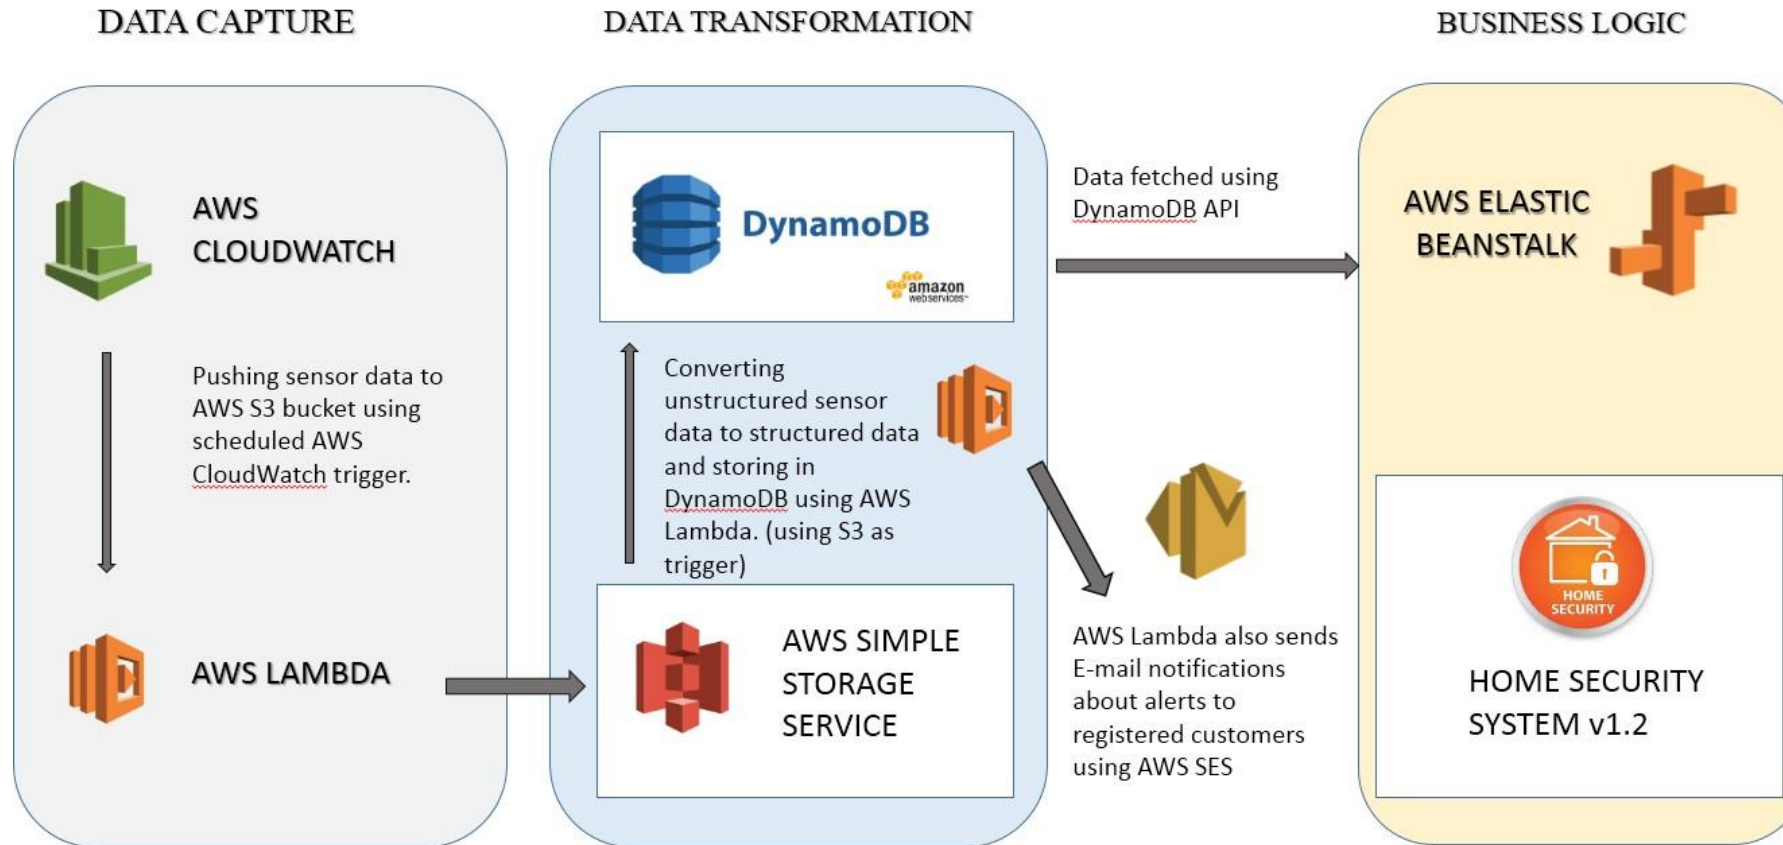 DATA CAPTURE
DATA TRANSFORMATION
BUSINESS LOGIC
AWS
CLOUDWATCH
Pushing sensor data to
AWS S3 bucket using
scheduled AWS
CloudWatch trigger.
AWS LAMBDA
DynamoDB
amazon
webservices™
Converting
unstructured sensor
data to structured data
and storing in
DynamoDB using AWS
Lambda. (using S3 as
trigger)
AWS SIMPLE
STORAGE
SERVICE
Data fetched using
DynamoDB API
AWS Lambda also sends
E-mail notifications
about alerts to
registered customers
using AWS SES
AWS ELASTIC
BEANSTALK
HOME
SECURITY
HOME SECURITY
SYSTEM v1.2